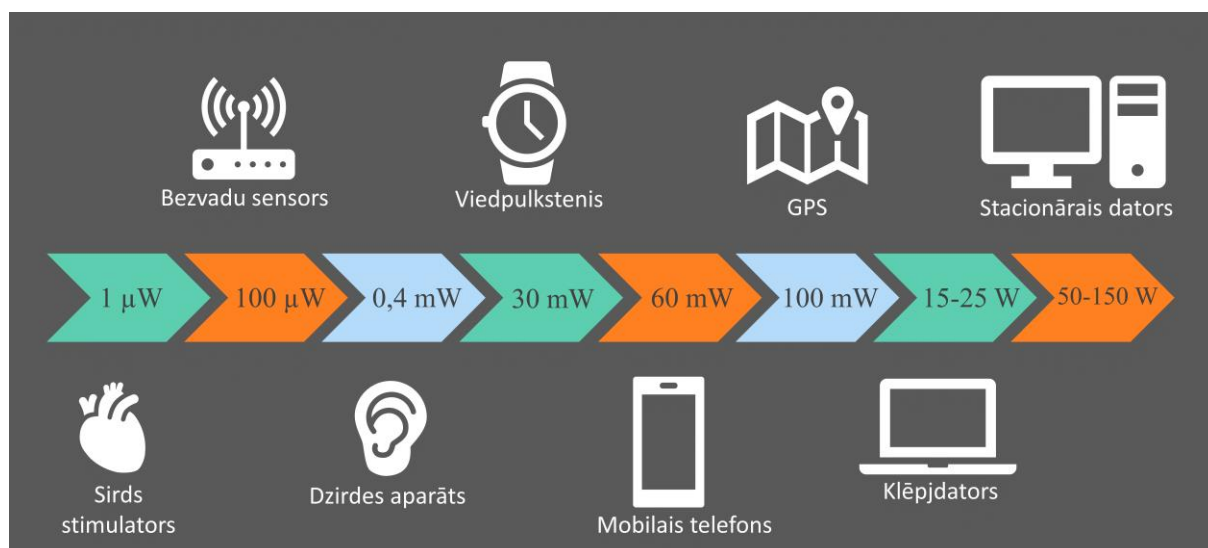 Bezvadu sensors
Viedpulkstenis
GPS
Stacionārais dators
1 µW
100 µW
0,4 mW
30 mW
60 mW
100 mW
15-25 W
50-150 W
Sirds
stimulators
Dzirdes aparāts
Mobilais telefons
Klēpjdators